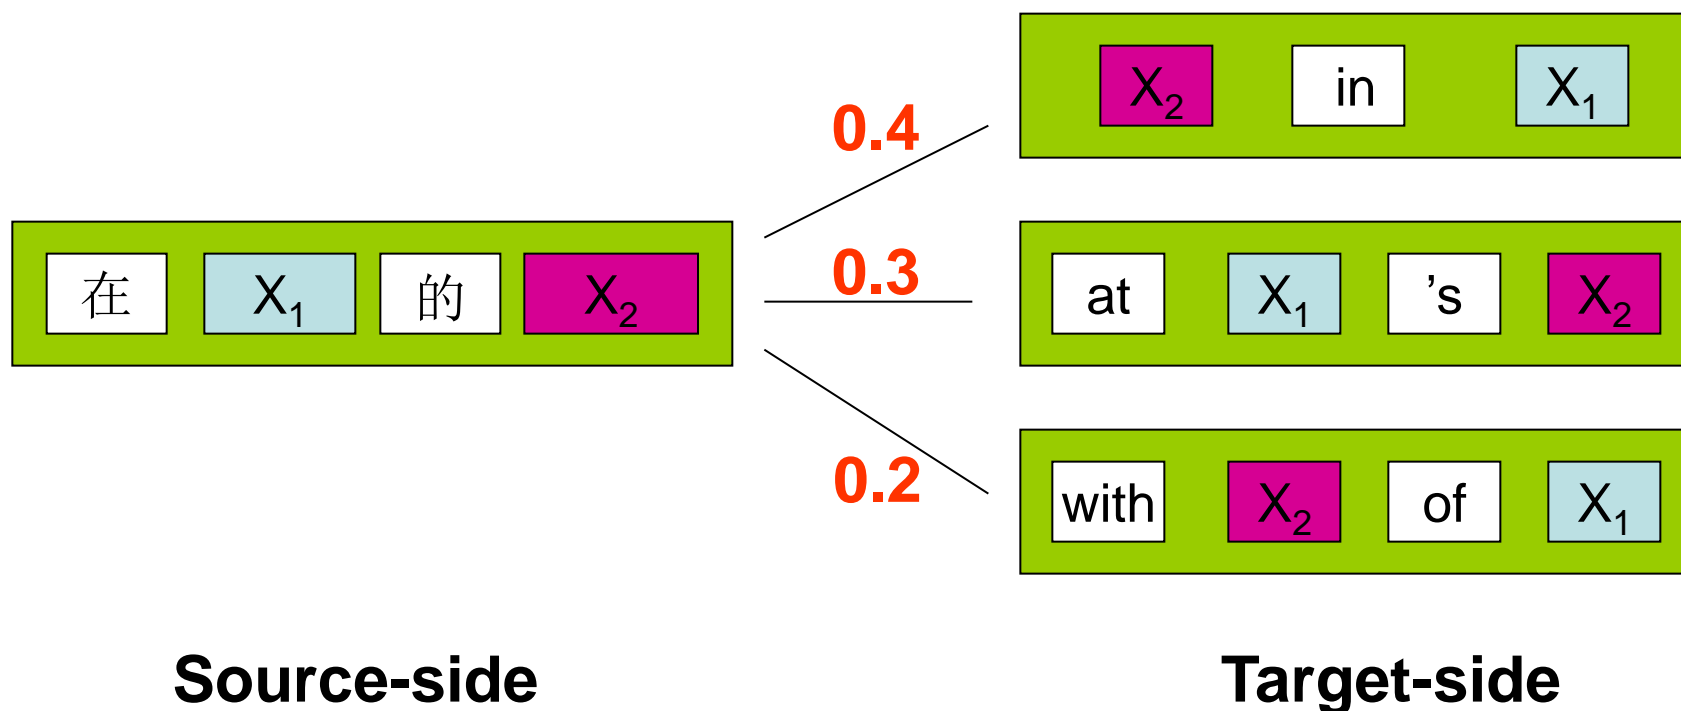 X₂ in X₁
0.4
在 X₁ 的 X₂
0.3
at X₁ ’s X₂
0.2
with X₂ of X₁
Source-side
Target-side